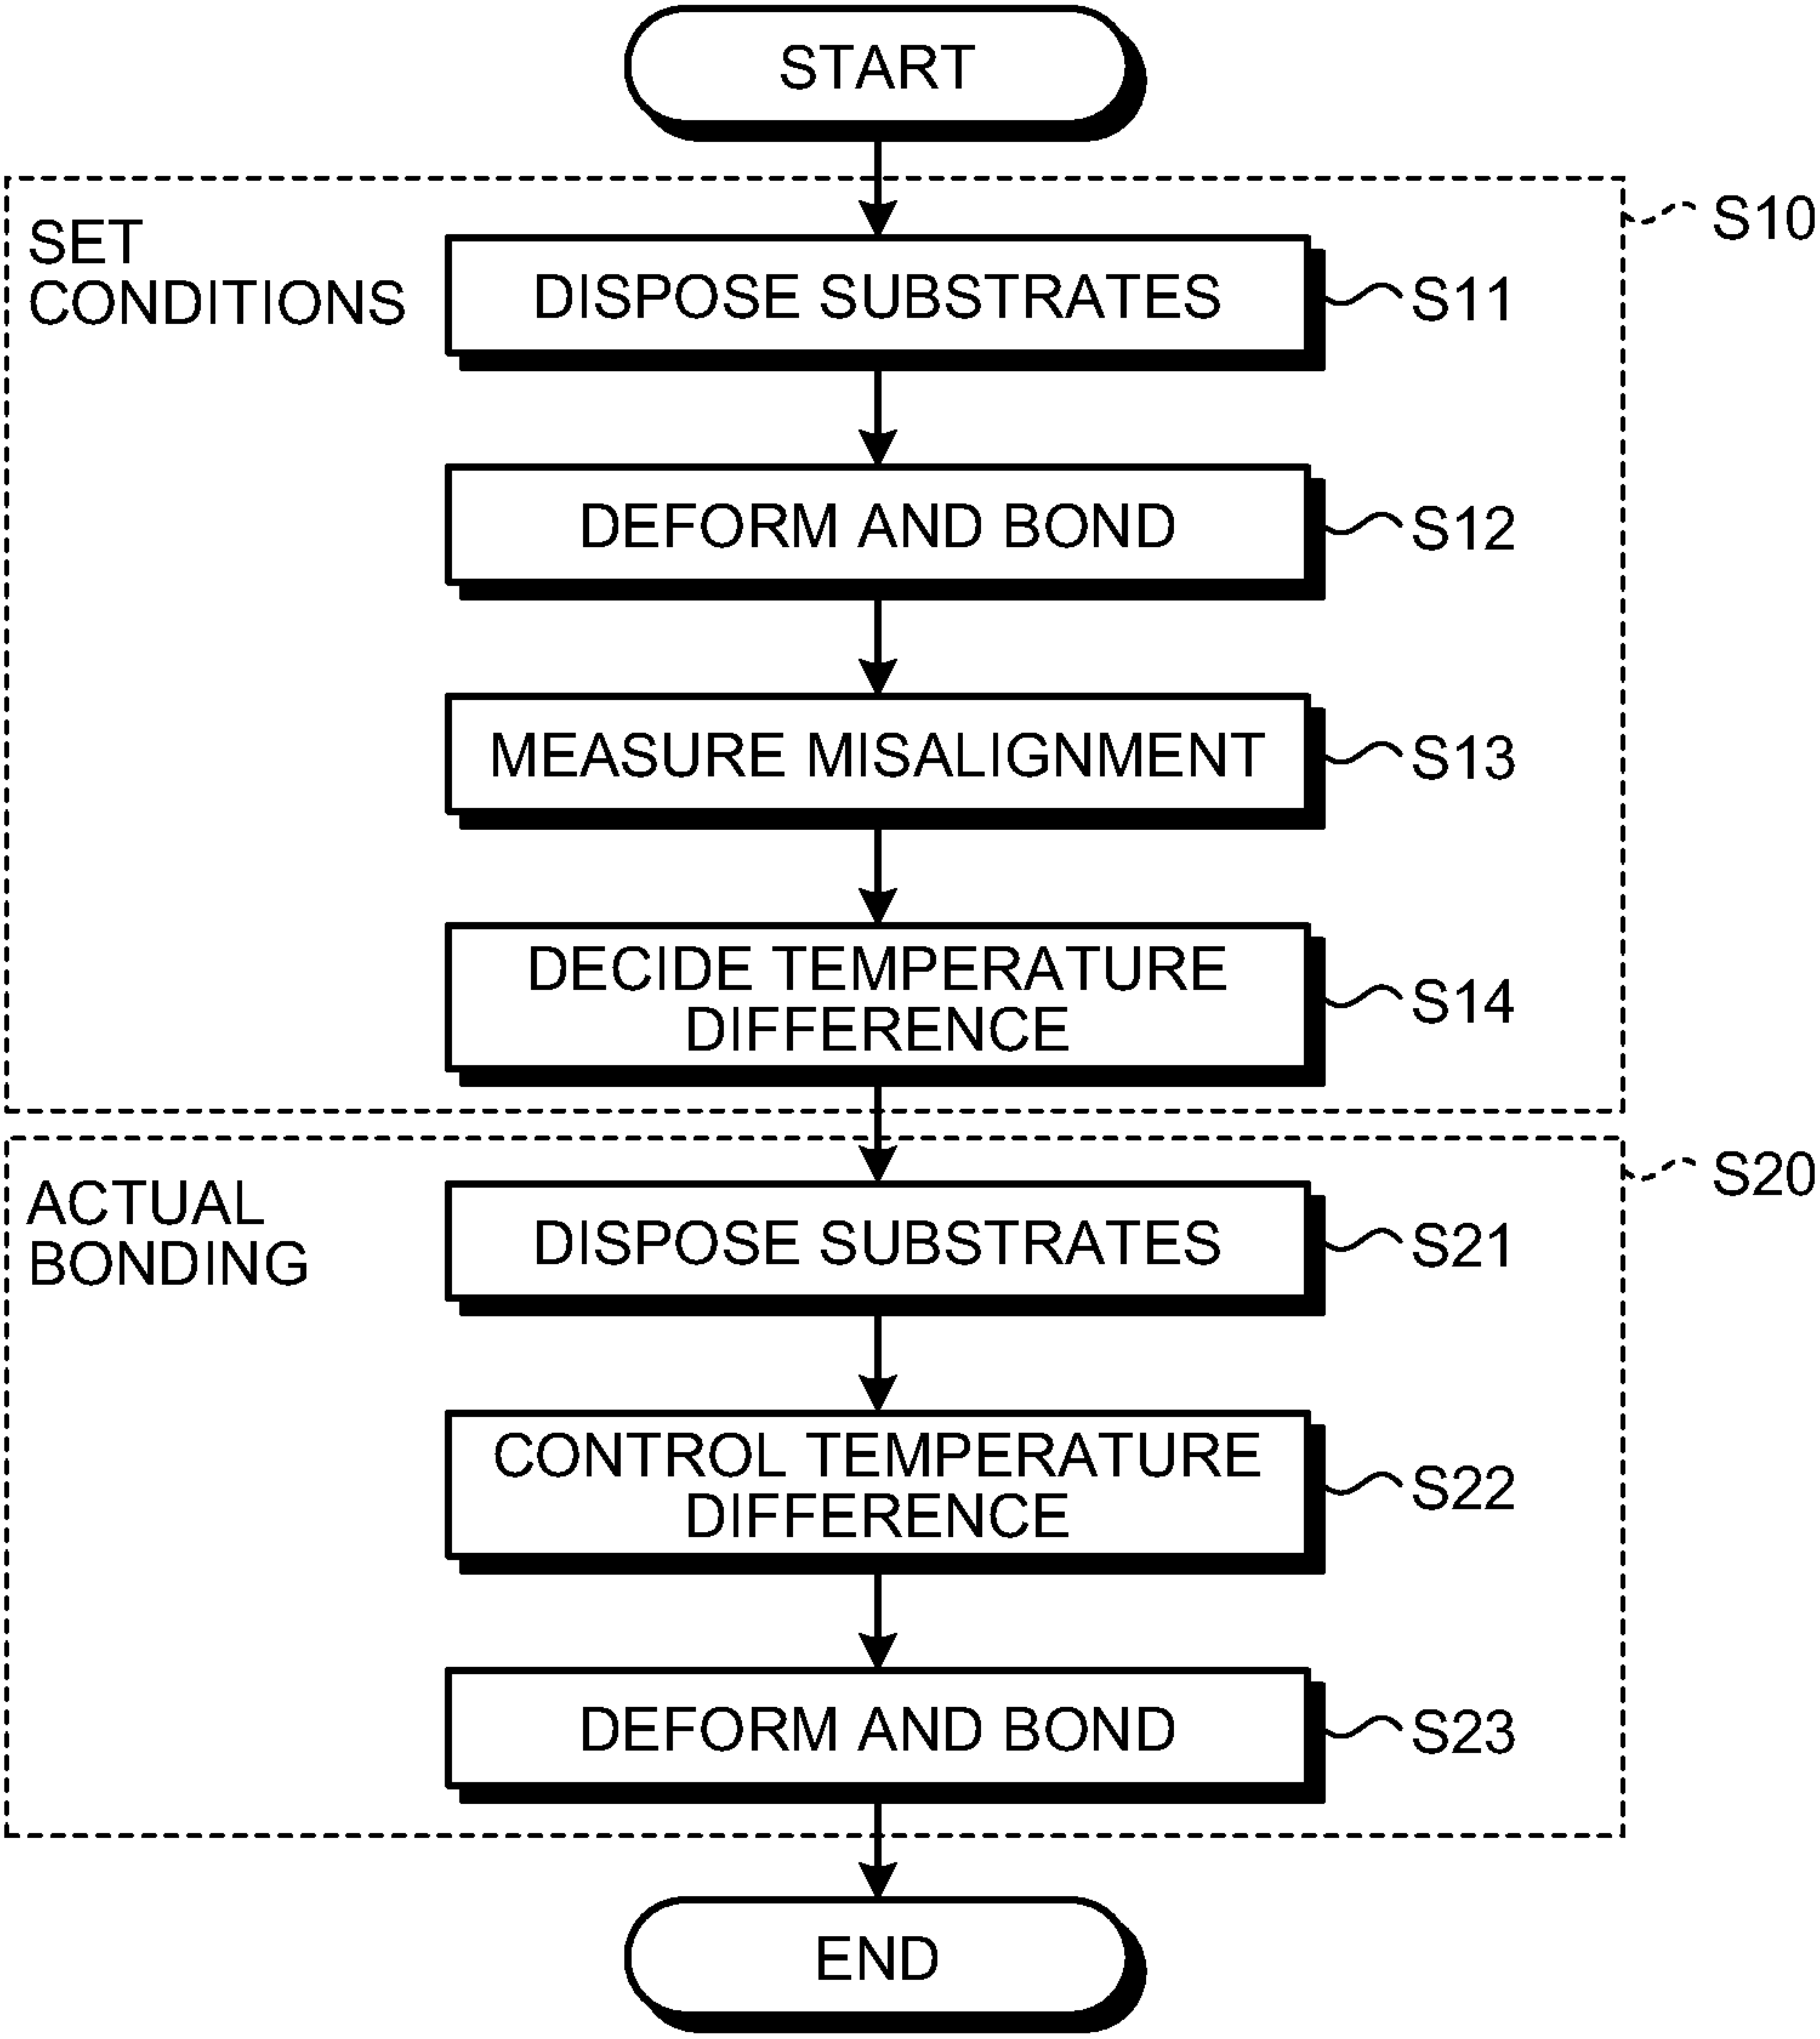 START
S10
SET
CONDITIONS
DISPOSE SUBSTRATES
S11
DEFORM AND BOND
S12
MEASURE MISALIGNMENT
S13
DECIDE TEMPERATURE
DIFFERENCE
S14
S20
ACTUAL
BONDING
DISPOSE SUBSTRATES
S21
CONTROL TEMPERATURE
DIFFERENCE
S22
DEFORM AND BOND
S23
END